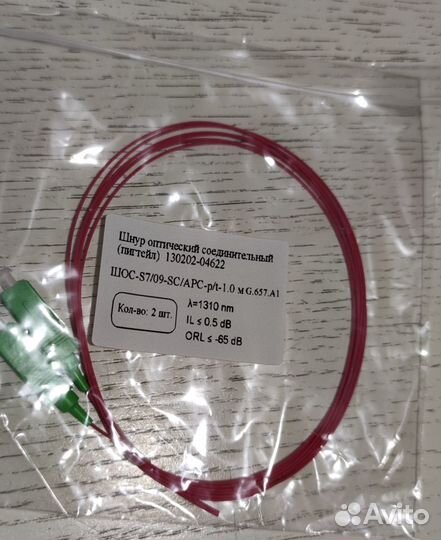 Шнур оптический соединительный
(пигтейл) 130202-04622
ШОС-S7/09-SC/APC-p/t-1.0 м G.657.A1
Кол-во: 2 шт.
λ=1310 nm
IL ≤ 0.5 dB
ORL ≤ -65 dB
Avito